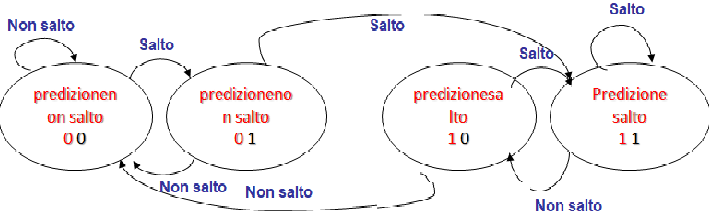 Non salto
Salto
Salto
Salto
Salto
predizionen
on salto
0 0
predizioneno
n salto
0 1
predizionesa
lto
1 0
Predizione
salto
1 1
Non salto
Non salto
Non salto